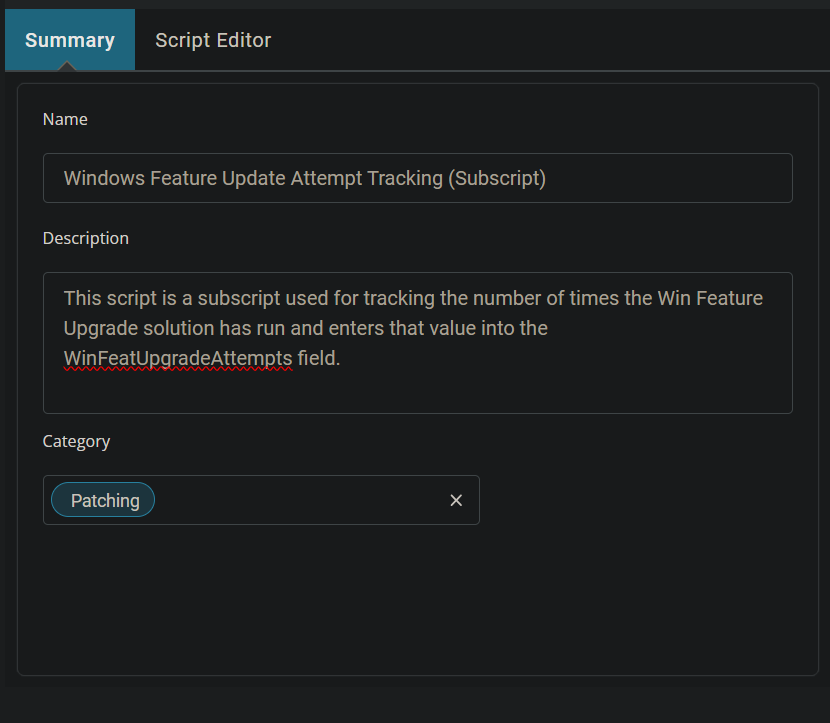 Summary
Script Editor
Name
Windows Feature Update Attempt Tracking (Subscript)
Description
This script is a subscript used for tracking the number of times the Win Feature
Upgrade solution has run and enters that value into the
WinFeatUpgradeAttempts field.
Category
Patching